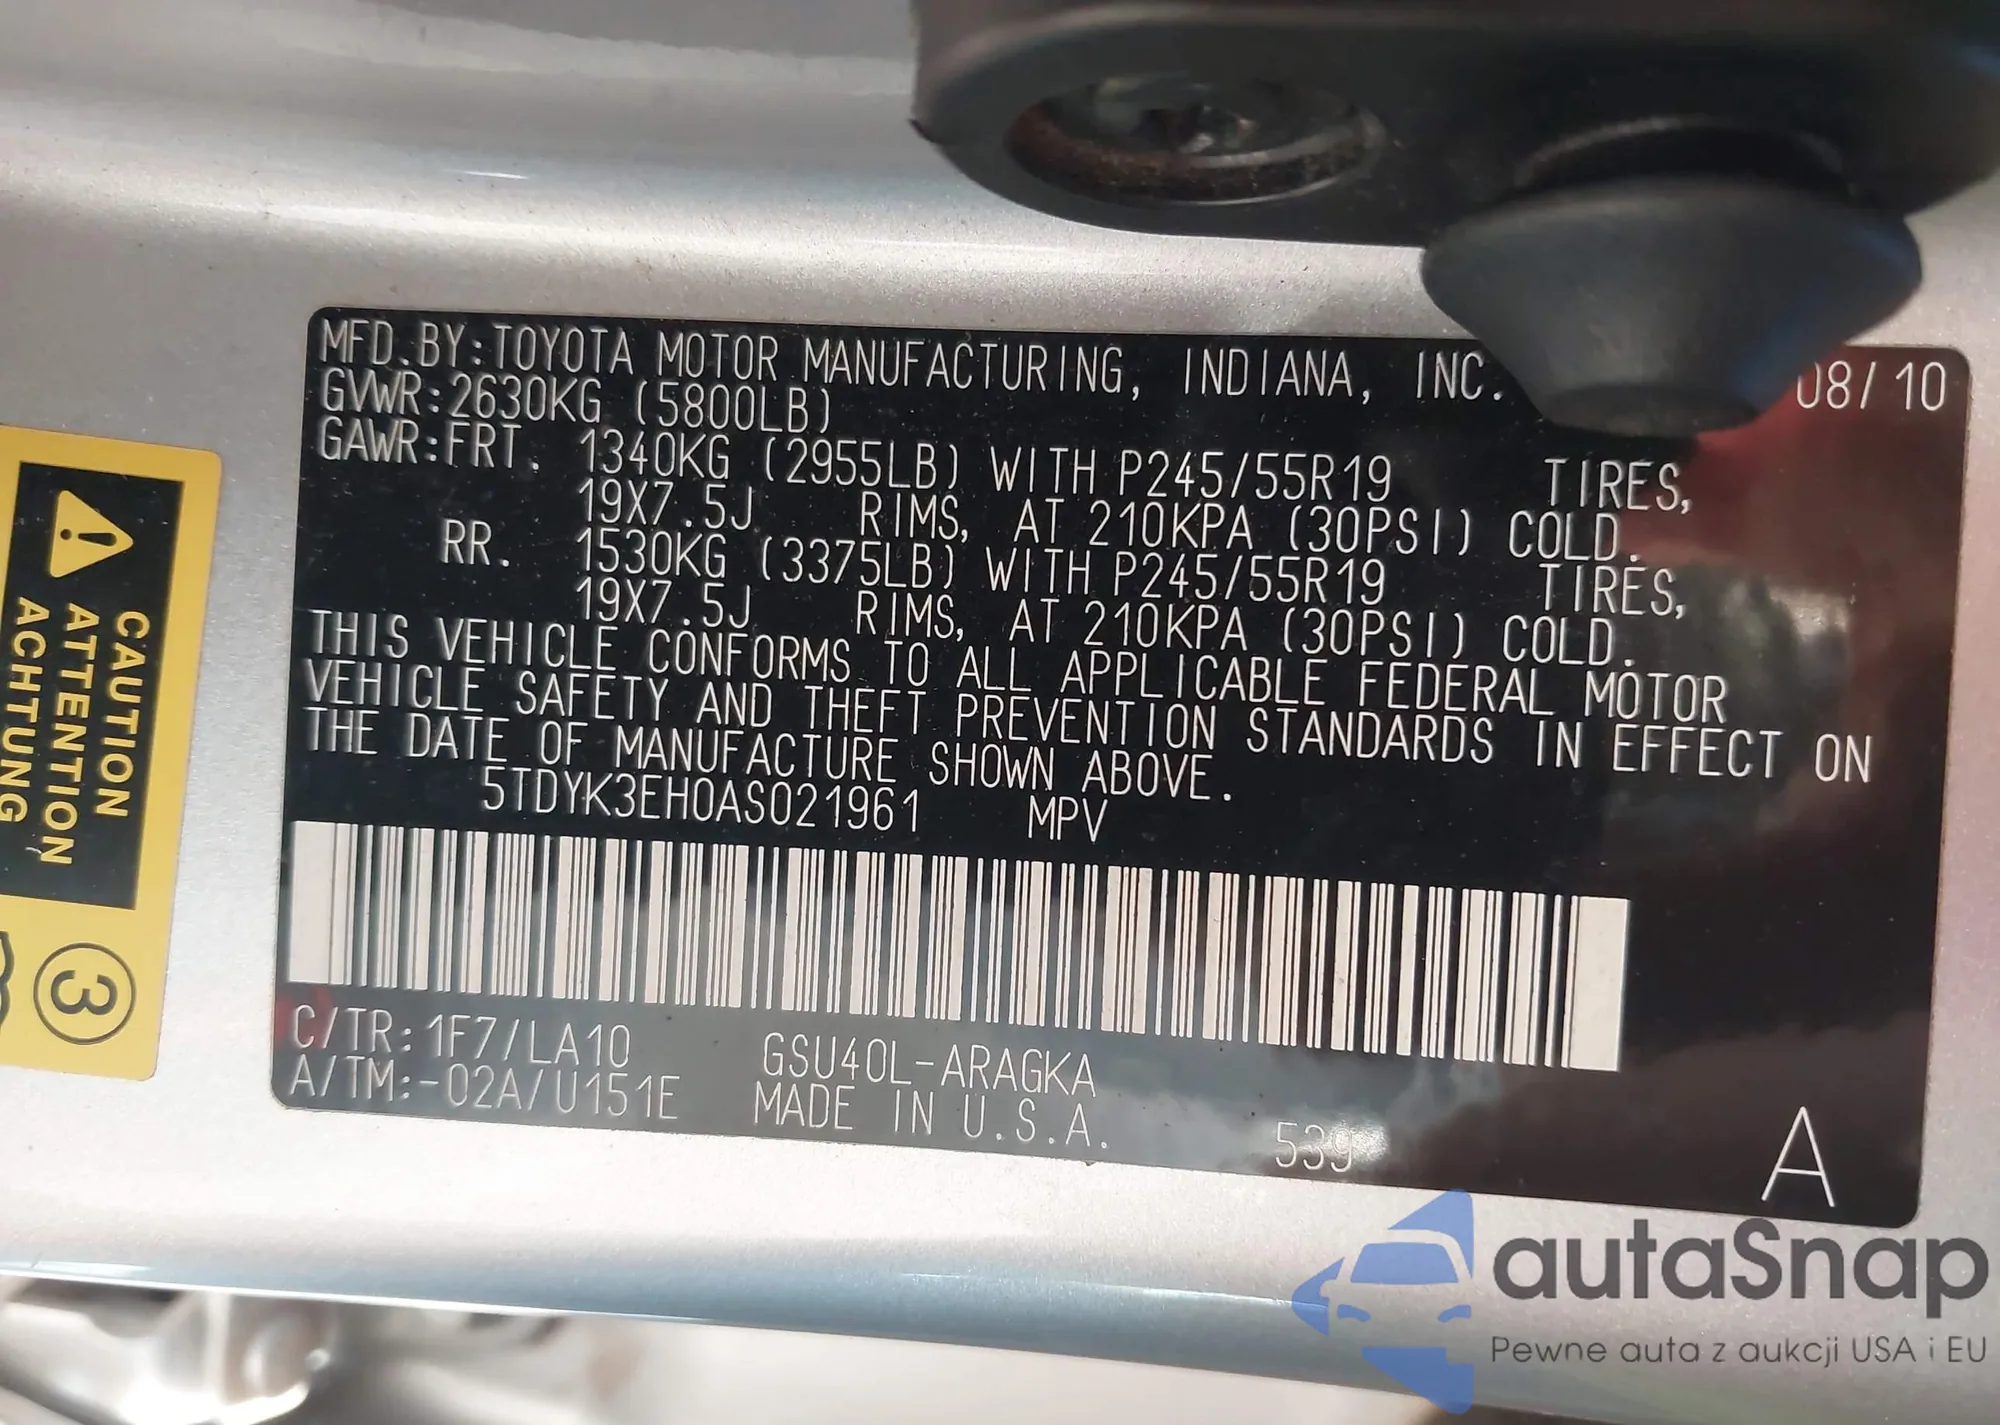 MFD. BY: TOYOTA MOTOR MANUFACTURING, INDIANA, INC. 08/10
GVWR: 2630KG (5800LB)
GAWR: FRT. 1340KG (2955LB) WITH P245/55R19 TIRES,
19X7.5J RIMS, AT 210KPA (30PSI) COLD.
RR. 1530KG (3375LB) WITH P245/55R19 TIRES,
19X7.5J RIMS, AT 210KPA (30PSI) COLD.
THIS VEHICLE CONFORMS TO ALL APPLICABLE FEDERAL MOTOR
VEHICLE SAFETY AND THEFT PREVENTION STANDARDS IN EFFECT ON
THE DATE OF MANUFACTURE SHOWN ABOVE.
5TDYK3EH0AS021961 MPV
C/TR: 1F7/LA10 GSU40L-ARAGKA
A/TM: -02A/U151E MADE IN U.S.A.
539
A
CAUTION
ATTENTION
ACHTUNG
3
autaSnap
Pewne auta z aukcji USA i EU